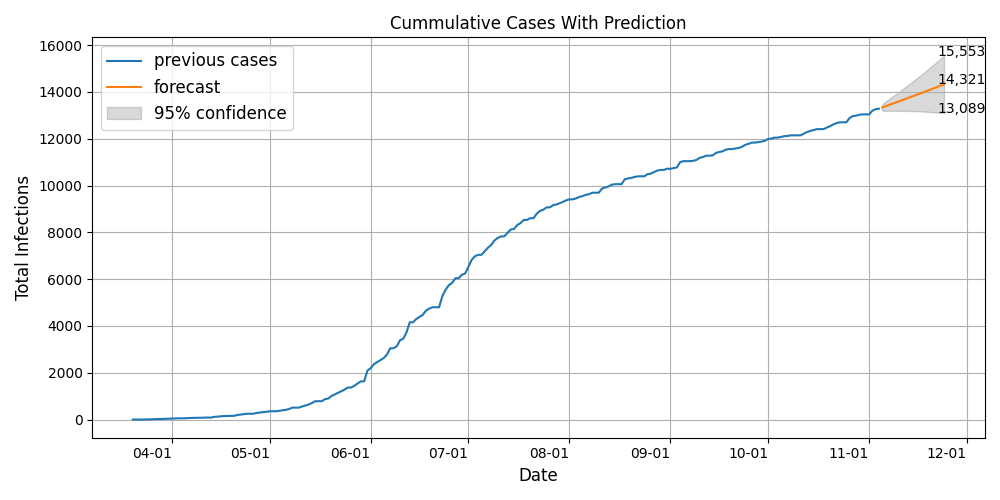 Cummulative Cases With Prediction
previous cases
forecast
95% confidence
15,553
14,321
13,089
Total Infections
16000
14000
12000
10000
8000
6000
4000
2000
0
04-01 05-01 06-01 07-01 08-01 09-01 10-01 11-01 12-01
Date